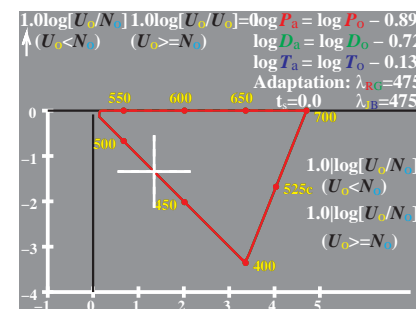 1.0log[Uo/No] 1.0log[Uo/Uo]=0
(Uo<No) (Uo>=No)
log Pa = log Po – 0.89
log Da = log Do – 0.7
log Ta = log To – 0.13
Adaptation: λRG=475
ts=0,0 λJB=475
0
550 600 650 700
500
–1
1.0|log[Uo/No]
525c (Uo<No)
–2
450
1.0|log[Uo/No]
(Uo>=No)
–3
400
–4
–1 0 1 2 3 4 5